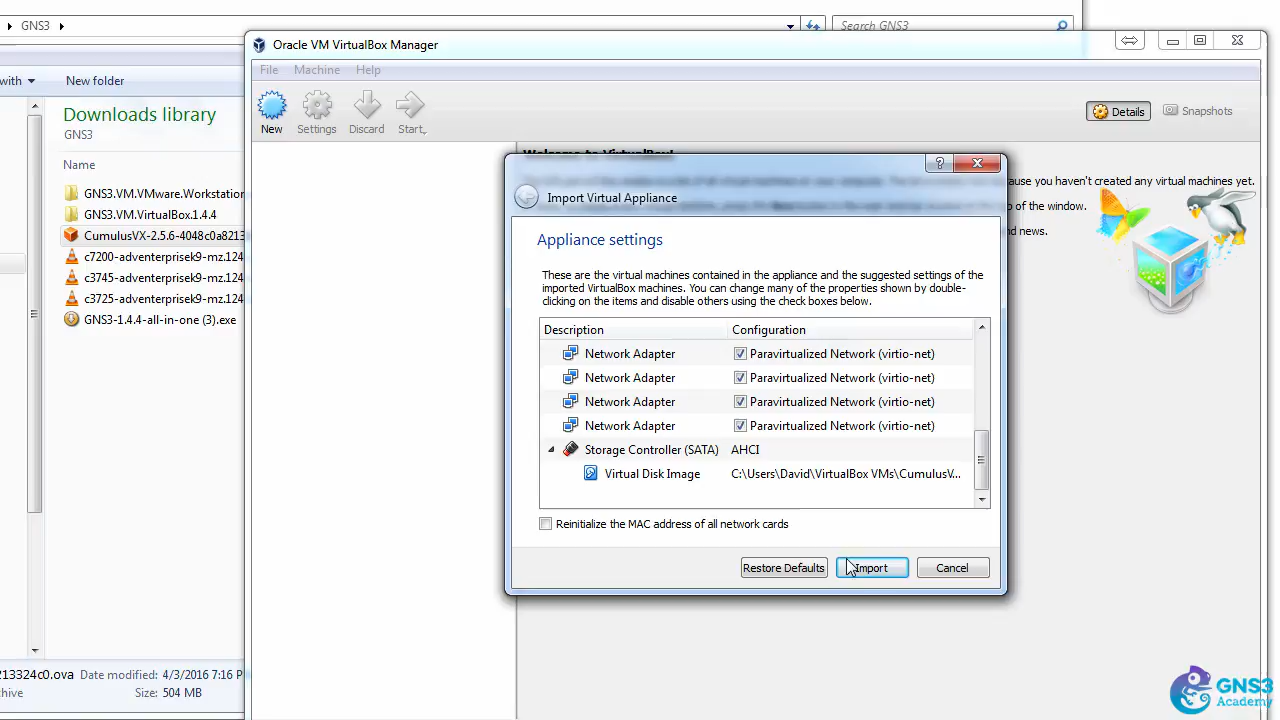 GNS3
Search GNS3
Oracle VM VirtualBox Manager
with
New folder
File Machine Help
Downloads library
GNS3
New Settings Discard Start
Details Snapshots
Name
GNS3.VM.VMware.Workstation
GNS3.VM.VirtualBox.1.4.4
CumulusVX-2.5.6-4048c0a8213
c7200-adventerprisek9-mz.124
c3745-adventerprisek9-mz.124
c3725-adventerprisek9-mz.124
GNS3-1.4.4-all-in-one (3).exe
Welcome to VirtualBox!
because you haven't created any virtual machines yet.
top of the window.
and news.
Import Virtual Appliance
Appliance settings
These are the virtual machines contained in the appliance and the suggested settings of the
imported VirtualBox machines. You can change many of the properties shown by double-
clicking on the items and disable others using the check boxes below.
Description Configuration
Network Adapter Paravirtualized Network (virtio-net)
Network Adapter Paravirtualized Network (virtio-net)
Network Adapter Paravirtualized Network (virtio-net)
Network Adapter Paravirtualized Network (virtio-net)
Storage Controller (SATA) AHCI
Virtual Disk Image C:\Users\David\VirtualBox VMs\CumulusV...
Reinitialize the MAC address of all network cards
Restore Defaults Import Cancel
213324c0.ova Date modified: 4/3/2016 7:16 P
hive Size: 504 MB
GNS3
Academy